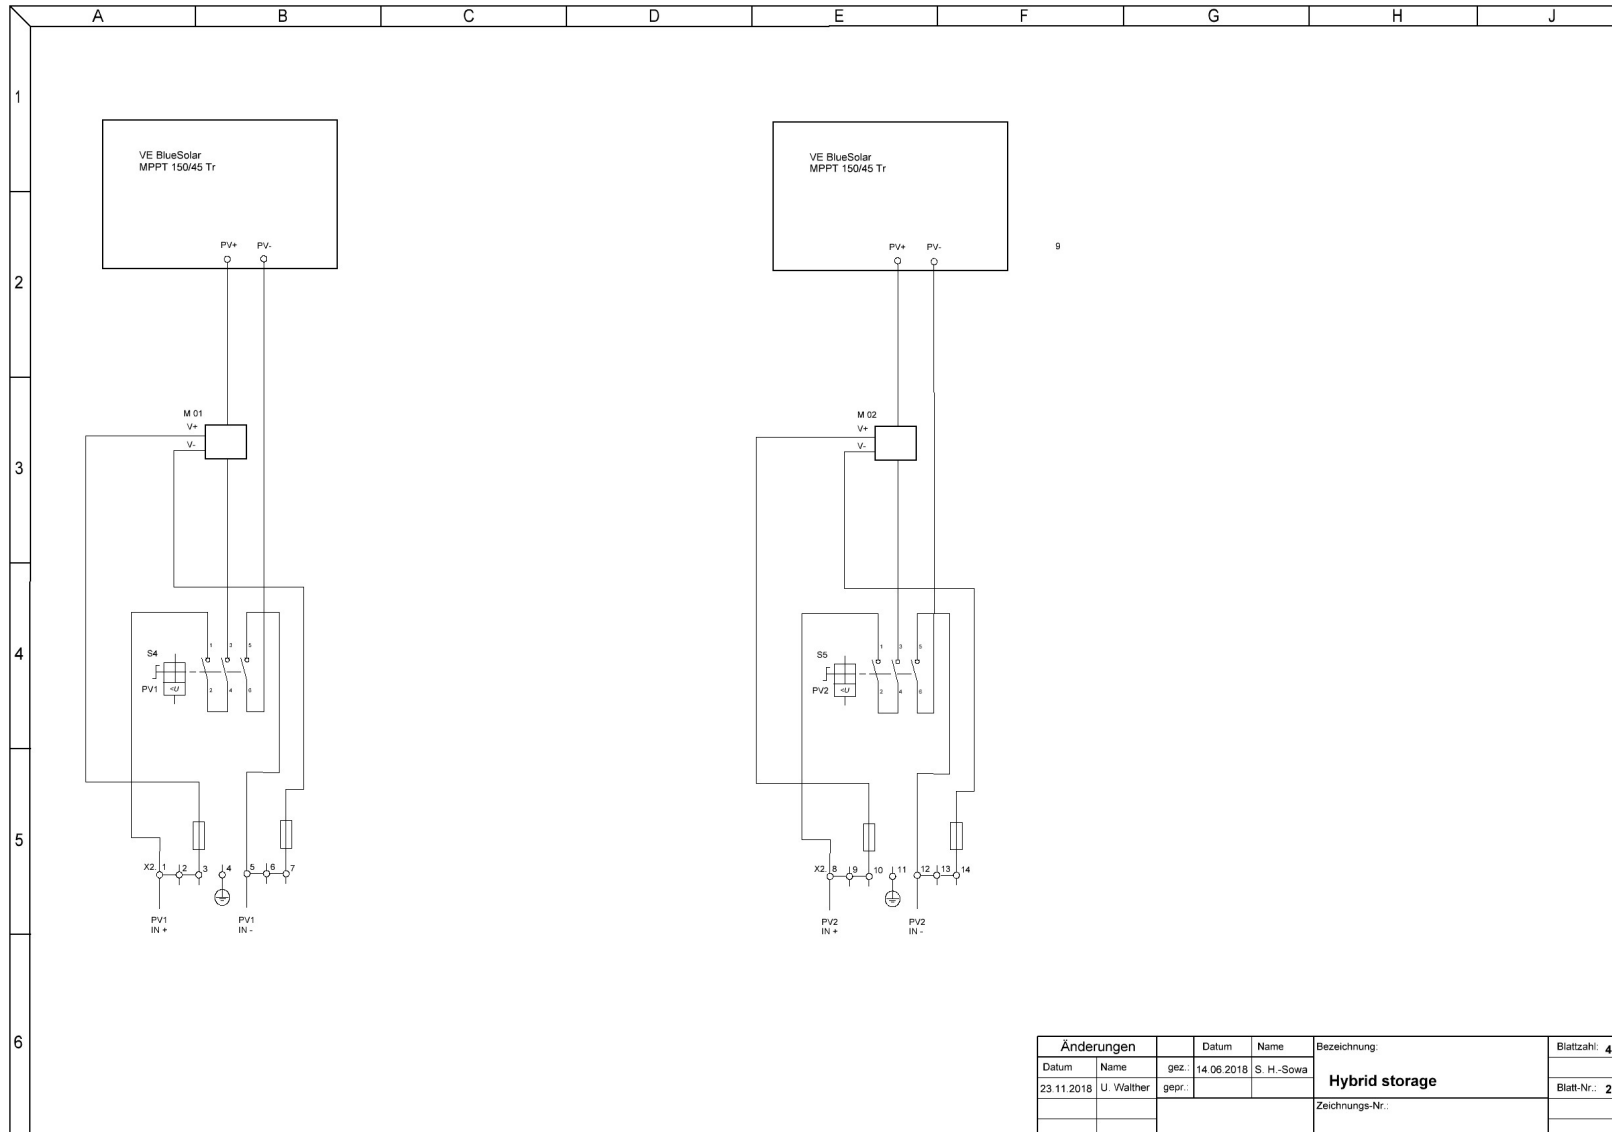 A B C D E F G H J
1
VE BlueSolar
MPPT 150/45 Tr
PV+ PV-
VE BlueSolar
MPPT 150/45 Tr
PV+ PV-
9
2
M 01
V+
V-
M 02
V+
V-
3
1 3 5
S4
PV1 <U 2 4 6
1 3 5
S5
PV2 <U 2 4 6
4
5
X2. 1 2 3 4 5 6 7
PV1
IN +
PV1
IN -
X2. 8 9 10 11 12 13 14
PV2
IN +
PV2
IN -
6
Änderungen Datum Name Bezeichnung: Blattzahl: 4
Datum Name gez.: 14.06.2018 S. H.-Sowa
Hybrid storage
23.11.2018 U. Walther gepr.: Blatt-Nr.: 2
Zeichnungs-Nr.: